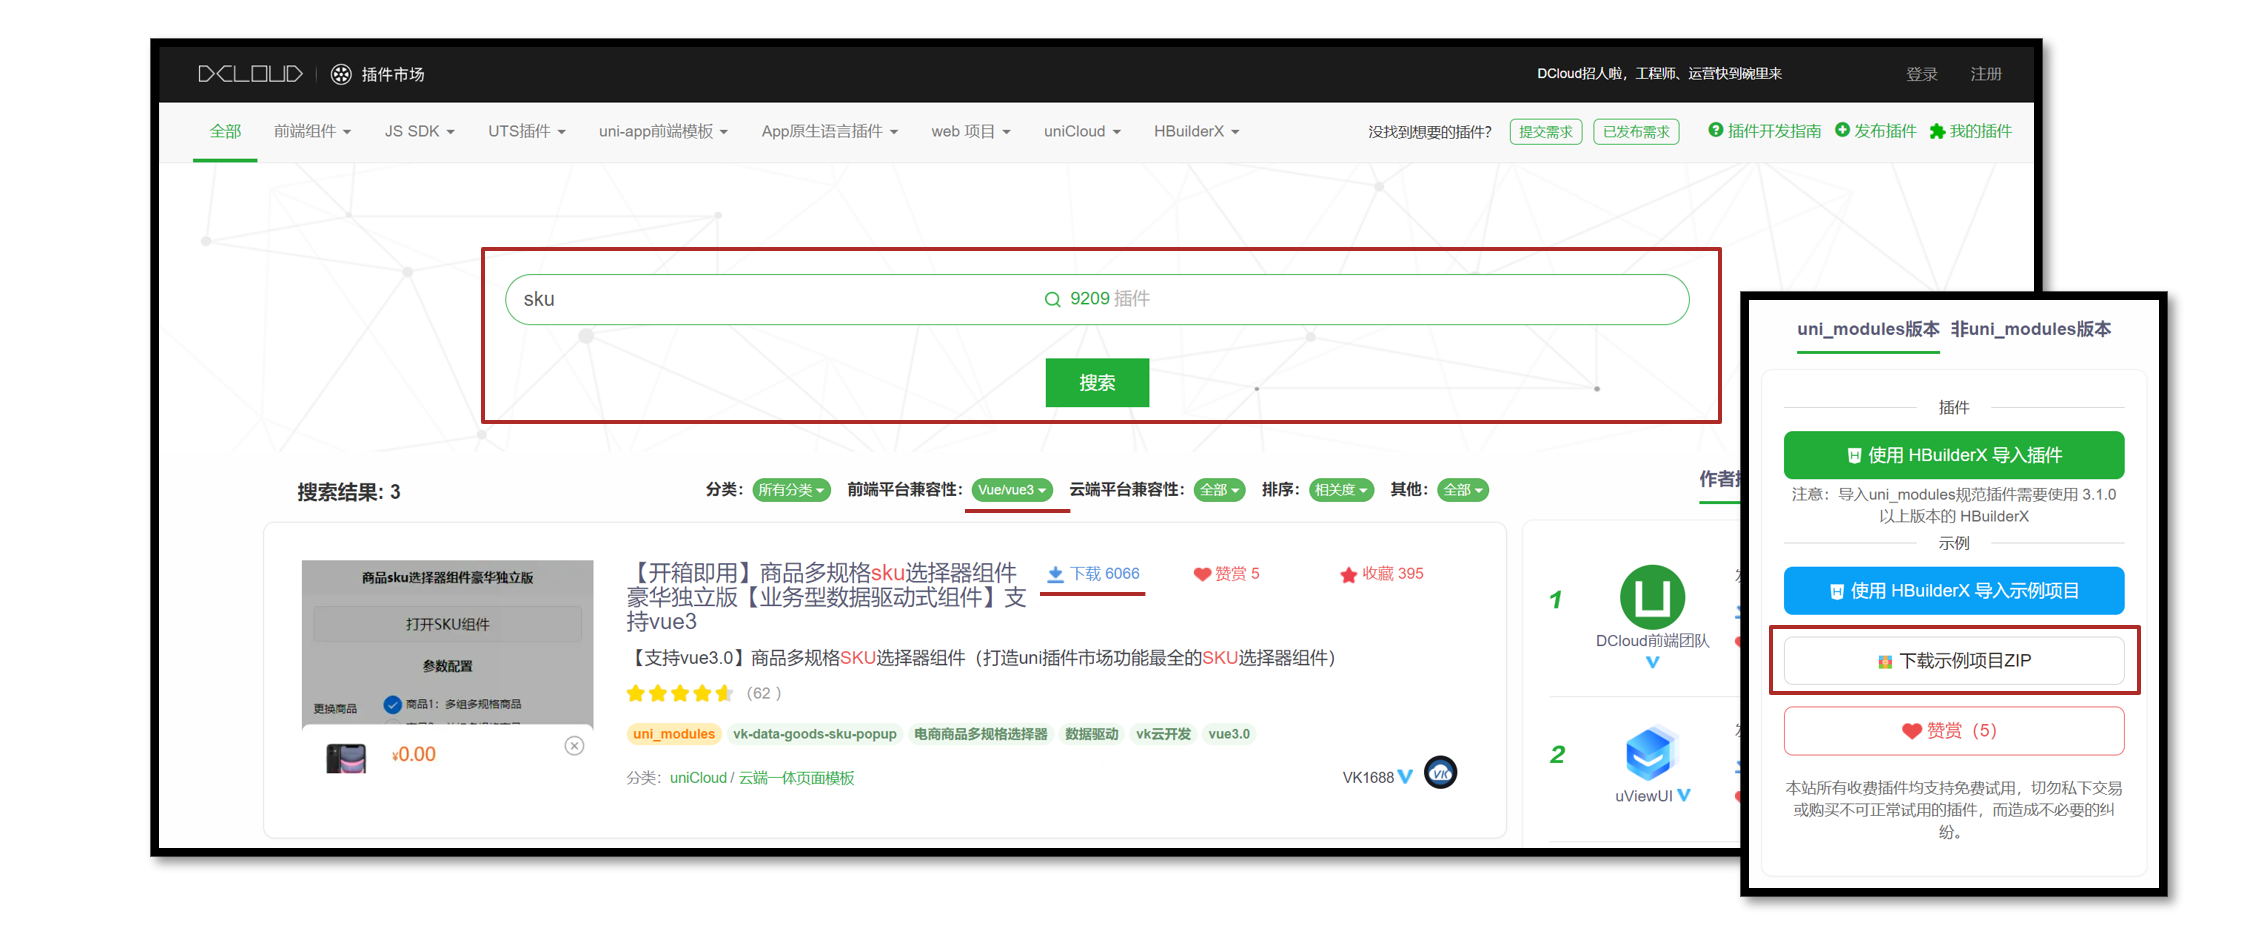 DCLOUD 插件市场
DCloud招人啦，工程师、运营快到碗里来
登录 注册
全部 前端组件 JS SDK UTS插件 uni-app前端模板 App原生语言插件 web 项目 uniCloud HBuilderX
没找到想要的插件？ 提交需求 已发布需求 插件开发指南 发布插件 我的插件
sku
9209 插件
搜索
搜索结果: 3
分类： 所有分类 前端平台兼容性： Vue/vue3 云端平台兼容性： 全部 排序： 相关度 其他： 全部
商品sku选择器组件豪华独立版
打开SKU组件
参数配置
更换商品
商品1：多组多规格商品
¥0.00
【开箱即用】商品多规格sku选择器组件
豪华独立版【业务型数据驱动式组件】支
持vue3
下载 6066
赞赏 5
收藏 395
【支持vue3.0】商品多规格SKU选择器组件（打造uni插件市场功能最全的SKU选择器组件）
（62 ）
uni_modules vk-data-goods-sku-popup 电商商品多规格选择器 数据驱动 vk云开发 vue3.0
分类：uniCloud / 云端一体页面模板
VK1688
VK
作者
1
DCloud前端团队
2
uViewUI
uni_modules版本 非uni_modules版本
插件
使用 HBuilderX 导入插件
注意：导入uni_modules规范插件需要使用 3.1.0
以上版本的 HBuilderX
示例
使用 HBuilderX 导入示例项目
下载示例项目ZIP
赞赏（5）
本站所有收费插件均支持免费试用，切勿私下交易
或购买不可正常试用的插件，而造成不必要的纠
纷。